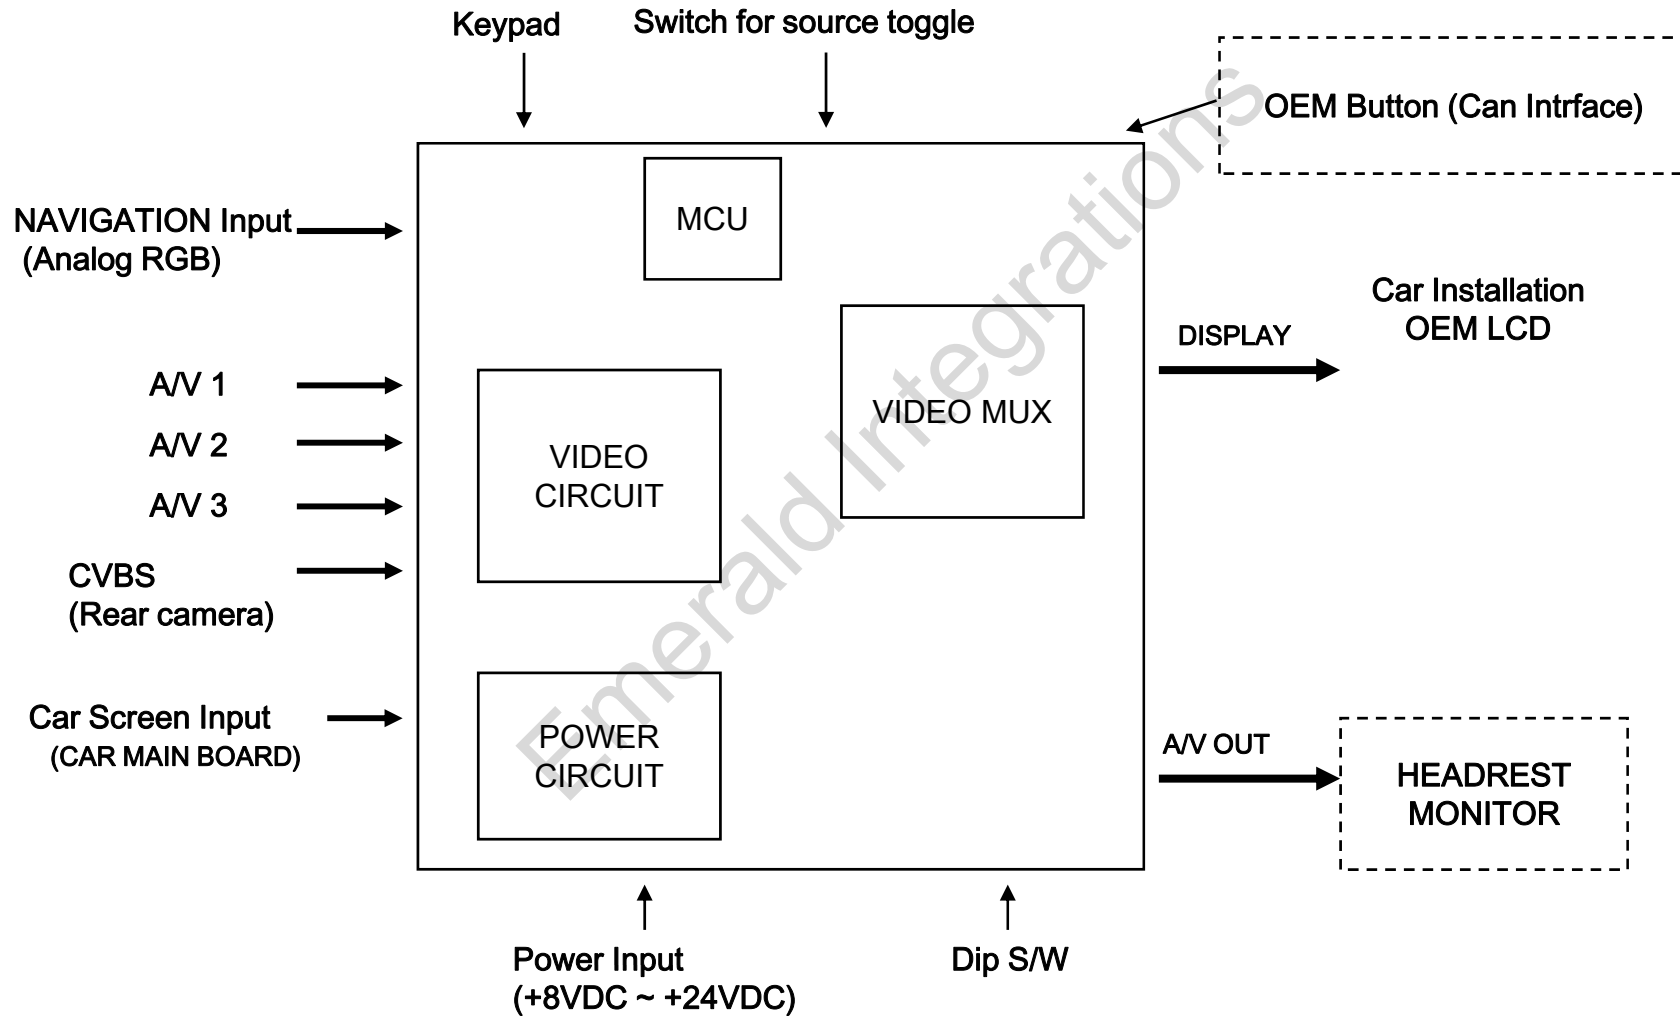 Keypad
Switch for source toggle
OEM Button (Can Intrface)
NAVIGATION Input
(Analog RGB)
MCU
Car Installation
OEM LCD
DISPLAY
A/V 1
A/V 2
A/V 3
VIDEO
CIRCUIT
VIDEO MUX
CVBS
(Rear camera)
Car Screen Input
(CAR MAIN BOARD)
POWER
CIRCUIT
A/V OUT
HEADREST
MONITOR
Power Input
(+8VDC ~ +24VDC)
Dip S/W
Emerald Integrations